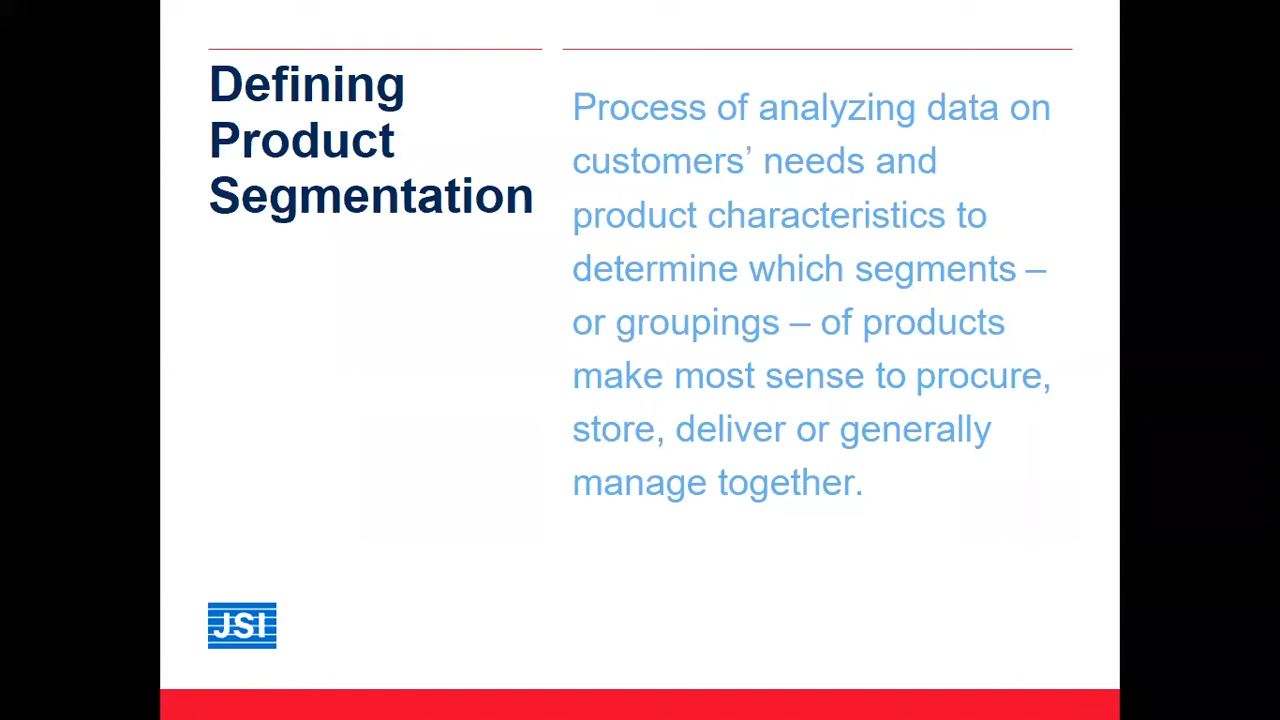 Defining
Product
Segmentation
Process of analyzing data on
customers’ needs and
product characteristics to
determine which segments –
or groupings – of products
make most sense to procure,
store, deliver or generally
manage together.
JSI